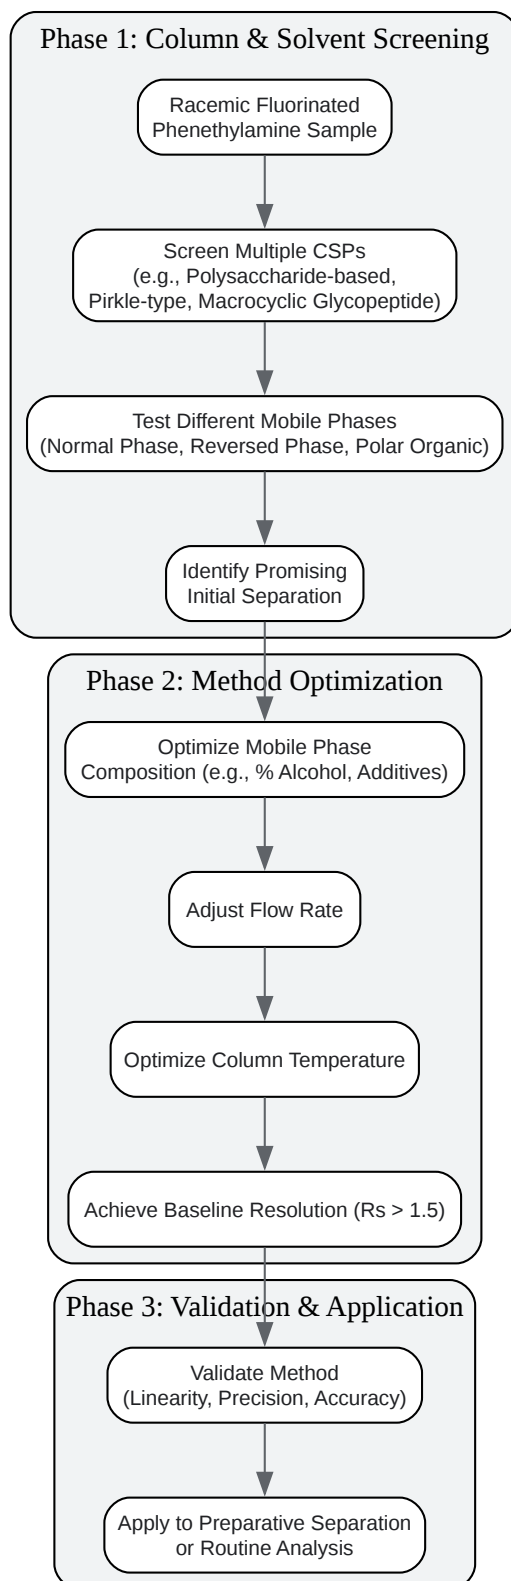 Phase 1: Column & Solvent Screening
Racemic Fluorinated
Phenethylamine Sample
Screen Multiple CSPs
(e.g., Polysaccharide-based,
Pirkle-type, Macrocyclic Glycopeptide)
Test Different Mobile Phases
(Normal Phase, Reversed Phase, Polar Organic)
Identify Promising
Initial Separation
Phase 2: Method Optimization
Optimize Mobile Phase
Composition (e.g., % Alcohol, Additives)
Adjust Flow Rate
Optimize Column Temperature
Achieve Baseline Resolution (Rs > 1.5)
Phase 3: Validation & Application
Validate Method
(Linearity, Precision, Accuracy)
Apply to Preparative Separation
or Routine Analysis